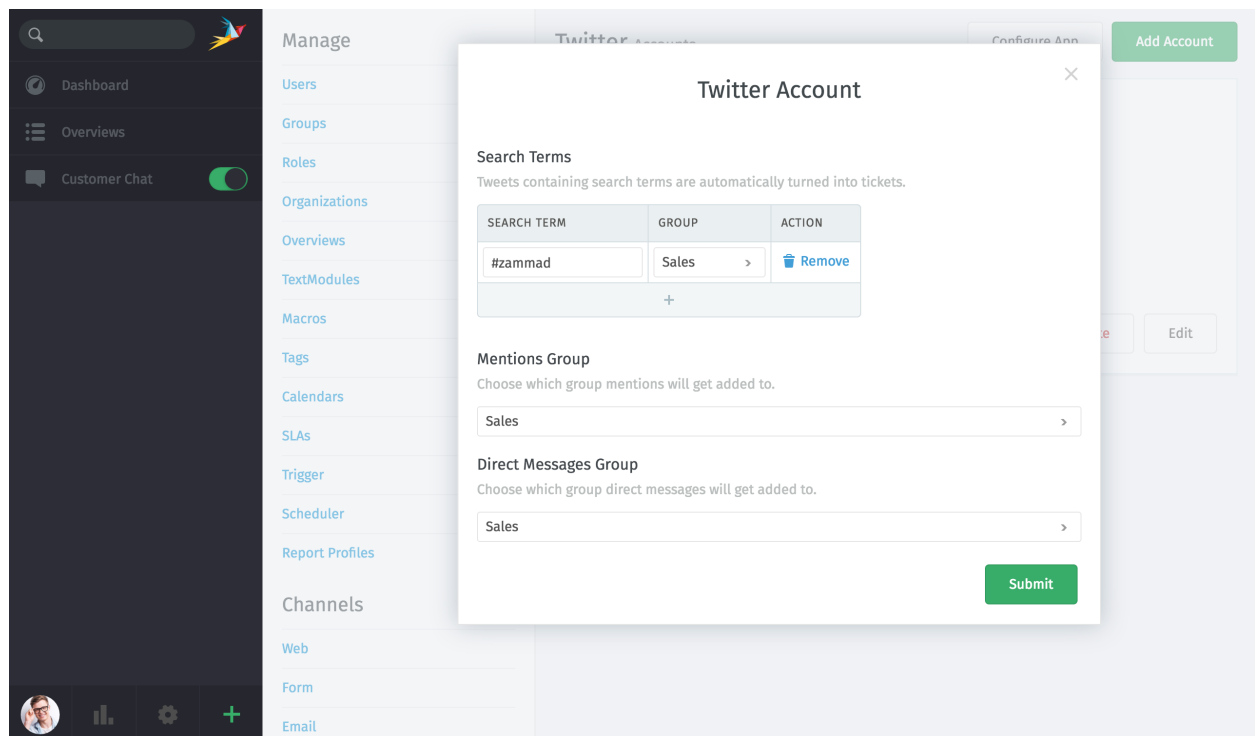 Dashboard
Overviews
Customer Chat
Manage
Users
Groups
Roles
Organizations
Overviews
TextModules
Macros
Tags
Calendars
SLAs
Trigger
Scheduler
Report Profiles
Channels
Web
Form
Email
Twitter Accounts
Configure App
Add Account
Edit
Twitter Account
Search Terms
Tweets containing search terms are automatically turned into tickets.
SEARCH TERM GROUP ACTION
#zammad Sales Remove
+
Mentions Group
Choose which group mentions will get added to.
Sales
Direct Messages Group
Choose which group direct messages will get added to.
Sales
Submit